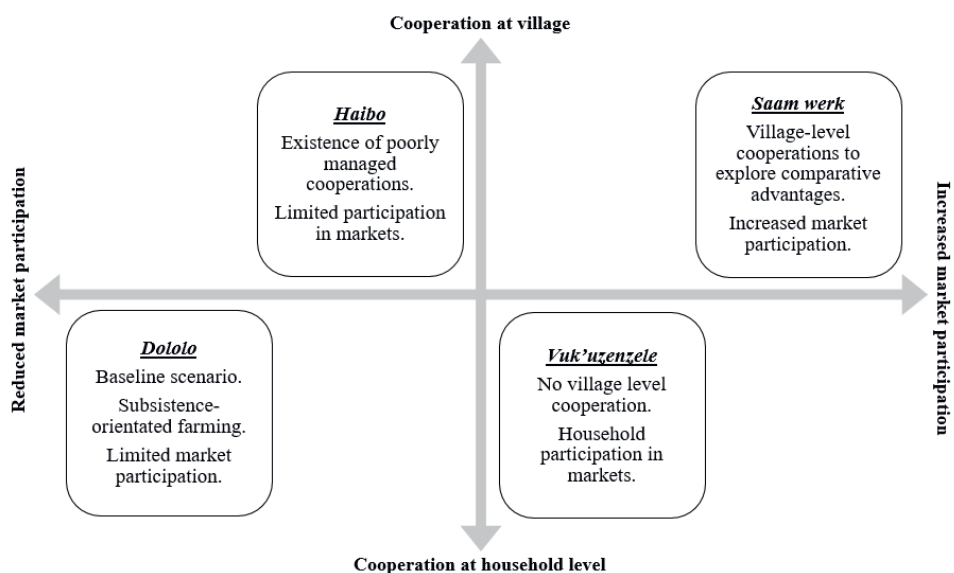 Cooperation at village
Haibo
Existence of poorly
managed
cooperations.
Limited participation
in markets.
Saam werk
Village-level
cooperations to
explore comparative
advantages.
Increased market
participation.
Reduced market participation
Increased market participation
Dololo
Baseline scenario.
Subsistence-
orientated farming.
Limited market
participation.
Vuk’uzenzele
No village level
cooperation.
Household
participation in
markets.
Cooperation at household level